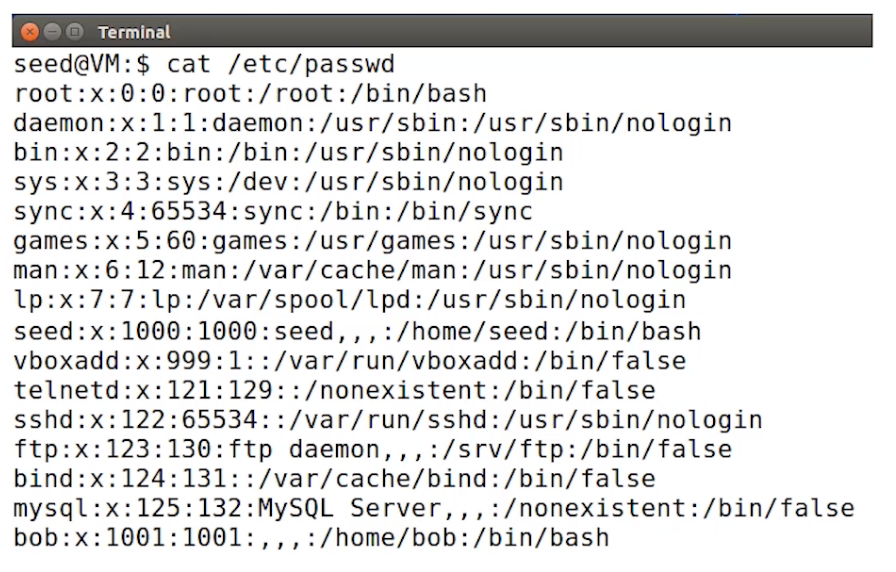 Terminal
seed@VM:$ cat /etc/passwd
root:x:0:0:root:/root:/bin/bash
daemon:x:1:1:daemon:/usr/sbin:/usr/sbin/nologin
bin:x:2:2:bin:/bin:/usr/sbin/nologin
sys:x:3:3:sys:/dev:/usr/sbin/nologin
sync:x:4:65534:sync:/bin:/bin/sync
games:x:5:60:games:/usr/games:/usr/sbin/nologin
man:x:6:12:man:/var/cache/man:/usr/sbin/nologin
lp:x:7:7:lp:/var/spool/lpd:/usr/sbin/nologin
seed:x:1000:1000:seed,,,:/home/seed:/bin/bash
vboxadd:x:999:1::/var/run/vboxadd:/bin/false
telnetd:x:121:129::/nonexistent:/bin/false
sshd:x:122:65534::/var/run/sshd:/usr/sbin/nologin
ftp:x:123:130:ftp daemon,,,:/srv/ftp:/bin/false
bind:x:124:131::/var/cache/bind:/bin/false
mysql:x:125:132:MySQL Server,,,:/nonexistent:/bin/false
bob:x:1001:1001:,,,:/home/bob:/bin/bash